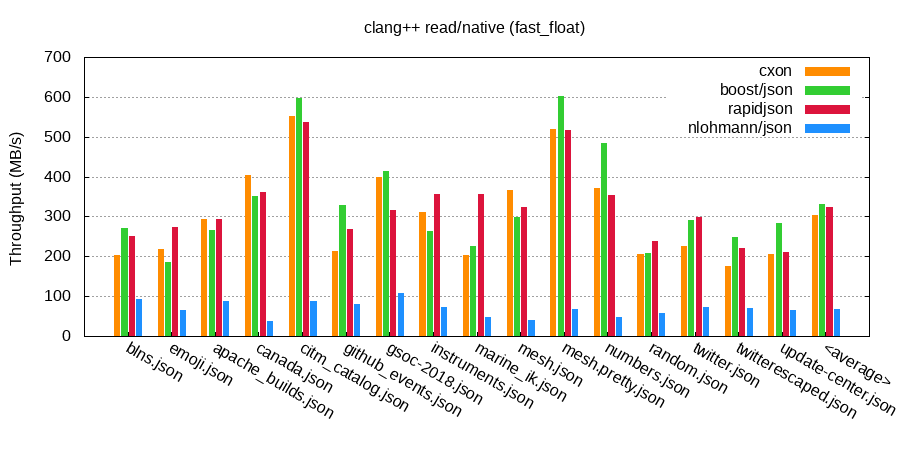 clang++ read/native (fast_float)
Throughput (MB/s)
700
600
500
400
300
200
100
0
cxon
boost/json
rapidjson
nlohmann/json
blns.json
emoji.json
apache_builds.json
canada.json
citm_catalog.json
github_events.json
gsoc-2018.json
instruments.json
marine_ik.json
mesh.json
mesh.pretty.json
numbers.json
random.json
twitter.json
twitterescaped.json
update-center.json
<average>